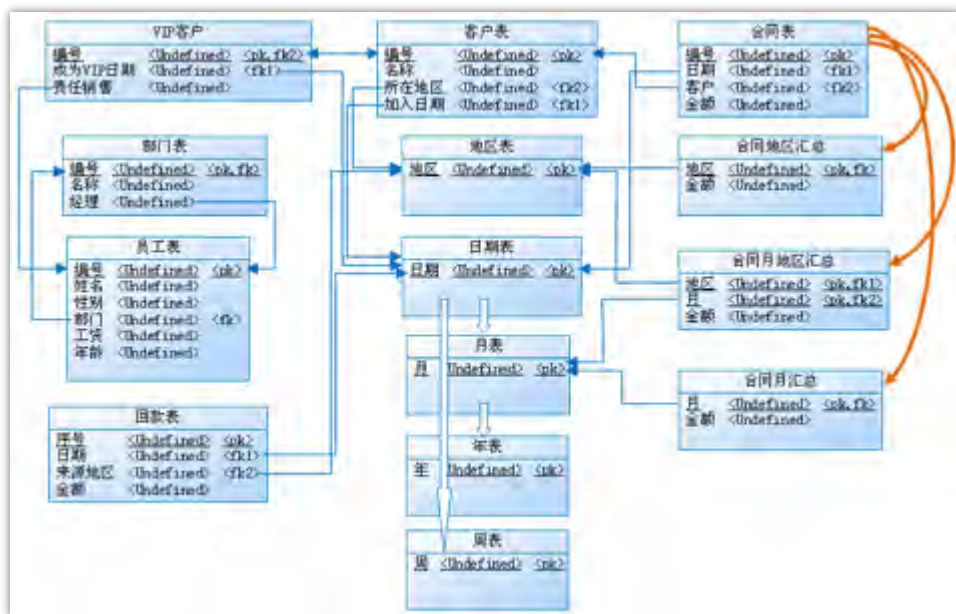 VIP客户
编号 <Undefined> <pk,fk2>
成为VIP日期 <Undefined> <fk1>
责任销售 <Undefined>
部门表
编号 <Undefined> <pk,fk>
名称 <Undefined>
经理 <Undefined>
员工表
编号 <Undefined> <pk>
姓名 <Undefined>
性别 <Undefined>
部门 <Undefined> <fk>
工资 <Undefined>
年龄 <Undefined>
回款表
序号 <Undefined> <pk>
日期 <Undefined> <fk1>
来源地区 <Undefined> <fk2>
金额 <Undefined>
客户表
编号 <Undefined> <pk>
名称 <Undefined>
所在地区 <Undefined> <fk2>
加入日期 <Undefined> <fk1>
地区表
地区 <Undefined> <pk>
日期表
日期 <Undefined> <pk>
月表
月 <Undefined> <pk>
年表
年 <Undefined> <pk>
周表
周 <Undefined> <pk>
合同表
编号 <Undefined> <pk>
日期 <Undefined> <fk1>
客户 <Undefined> <fk2>
金额 <Undefined>
合同地区汇总
地区 <Undefined> <pk,fk>
金额 <Undefined>
合同月地区汇总
地区 <Undefined> <pk,fk1>
月 <Undefined> <pk,fk2>
金额 <Undefined>
合同月汇总
月 <Undefined> <pk,fk>
金额 <Undefined>